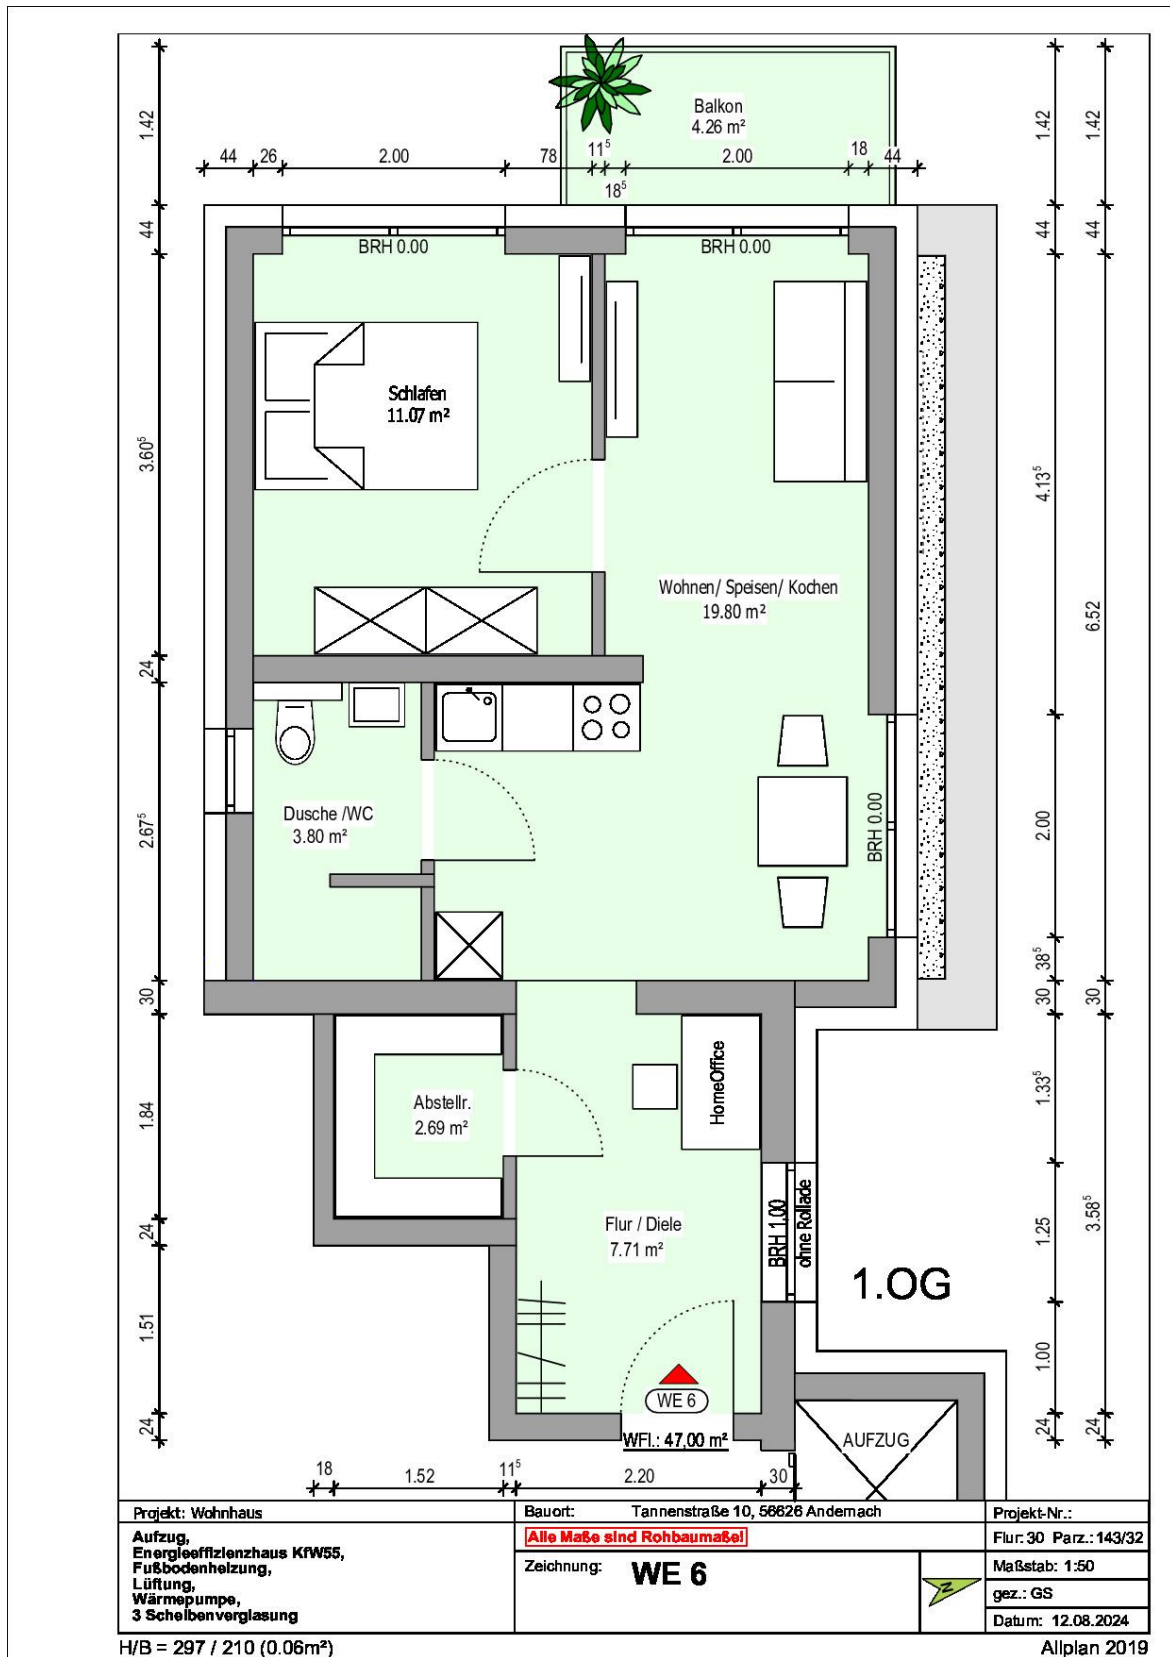 Balkon
4.26 m²
1.42
1.42
1.42
44
26
2.00
78
11⁵
18⁵
2.00
18
44
44
44
44
BRH 0.00
BRH 0.00
Schlafen
11.07 m²
3.60⁵
4.13⁵
6.52
Wohnen/ Speisen/ Kochen
19.80 m²
24
Dusche /WC
3.80 m²
2.67⁵
BRH 0.00
2.00
38⁵
30
30
30
Abstellr.
2.69 m²
HomeOffice
1.84
1.33⁵
Flur / Diele
7.71 m²
BRH 1,00
ohne Rollade
1.25
3.58⁵
24
1.OG
1.51
1.00
WE 6
WFl.: 47,00 m²
AUFZUG
24
24
24
18
1.52
11⁵
2.20
30
Projekt: Wohnhaus
Aufzug,
Energieeffizienzhaus KfW55,
Fußbodenheizung,
Lüftung,
Wärmepumpe,
3 Scheibenverglasung
Bauort: Tannenstraße 10, 56626 Andernach
Alle Maße sind Rohbaumaße!
Zeichnung: WE 6
N
Projekt-Nr.:
Flur: 30 Parz.: 143/32
Maßstab: 1:50
gez.: GS
Datum: 12.08.2024
H/B = 297 / 210 (0.06m²)
Allplan 2019